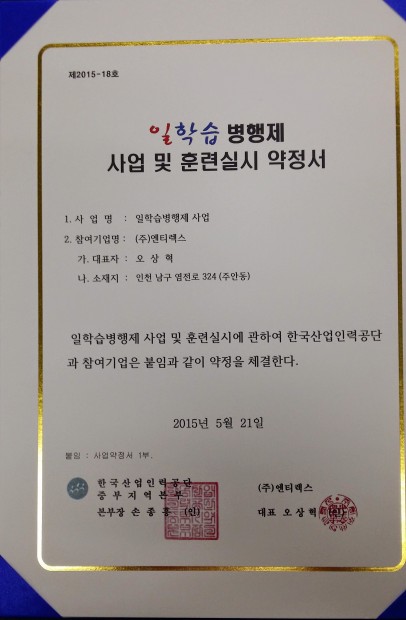 제2015-18호
일학습병행제
사업 및 훈련실시 약정서
1. 사 업 명 : 일학습병행제 사업
2. 참여기업명 : (주)엔티렉스
가. 대표자 : 오 상 혁
나. 소재지 : 인천 남구 염전로 324 (주안동)
일학습병행제 사업 및 훈련실시에 관하여 한국산업인력공단
과 참여기업은 붙임과 같이 약정을 체결한다.
2015년 5월 21일
붙임 : 사업약정서 1부.
한국산업인력공단
중부지역본부
본부장 손 종 흥 (인)
(주)엔티렉스
대표 오 상 혁 (인)